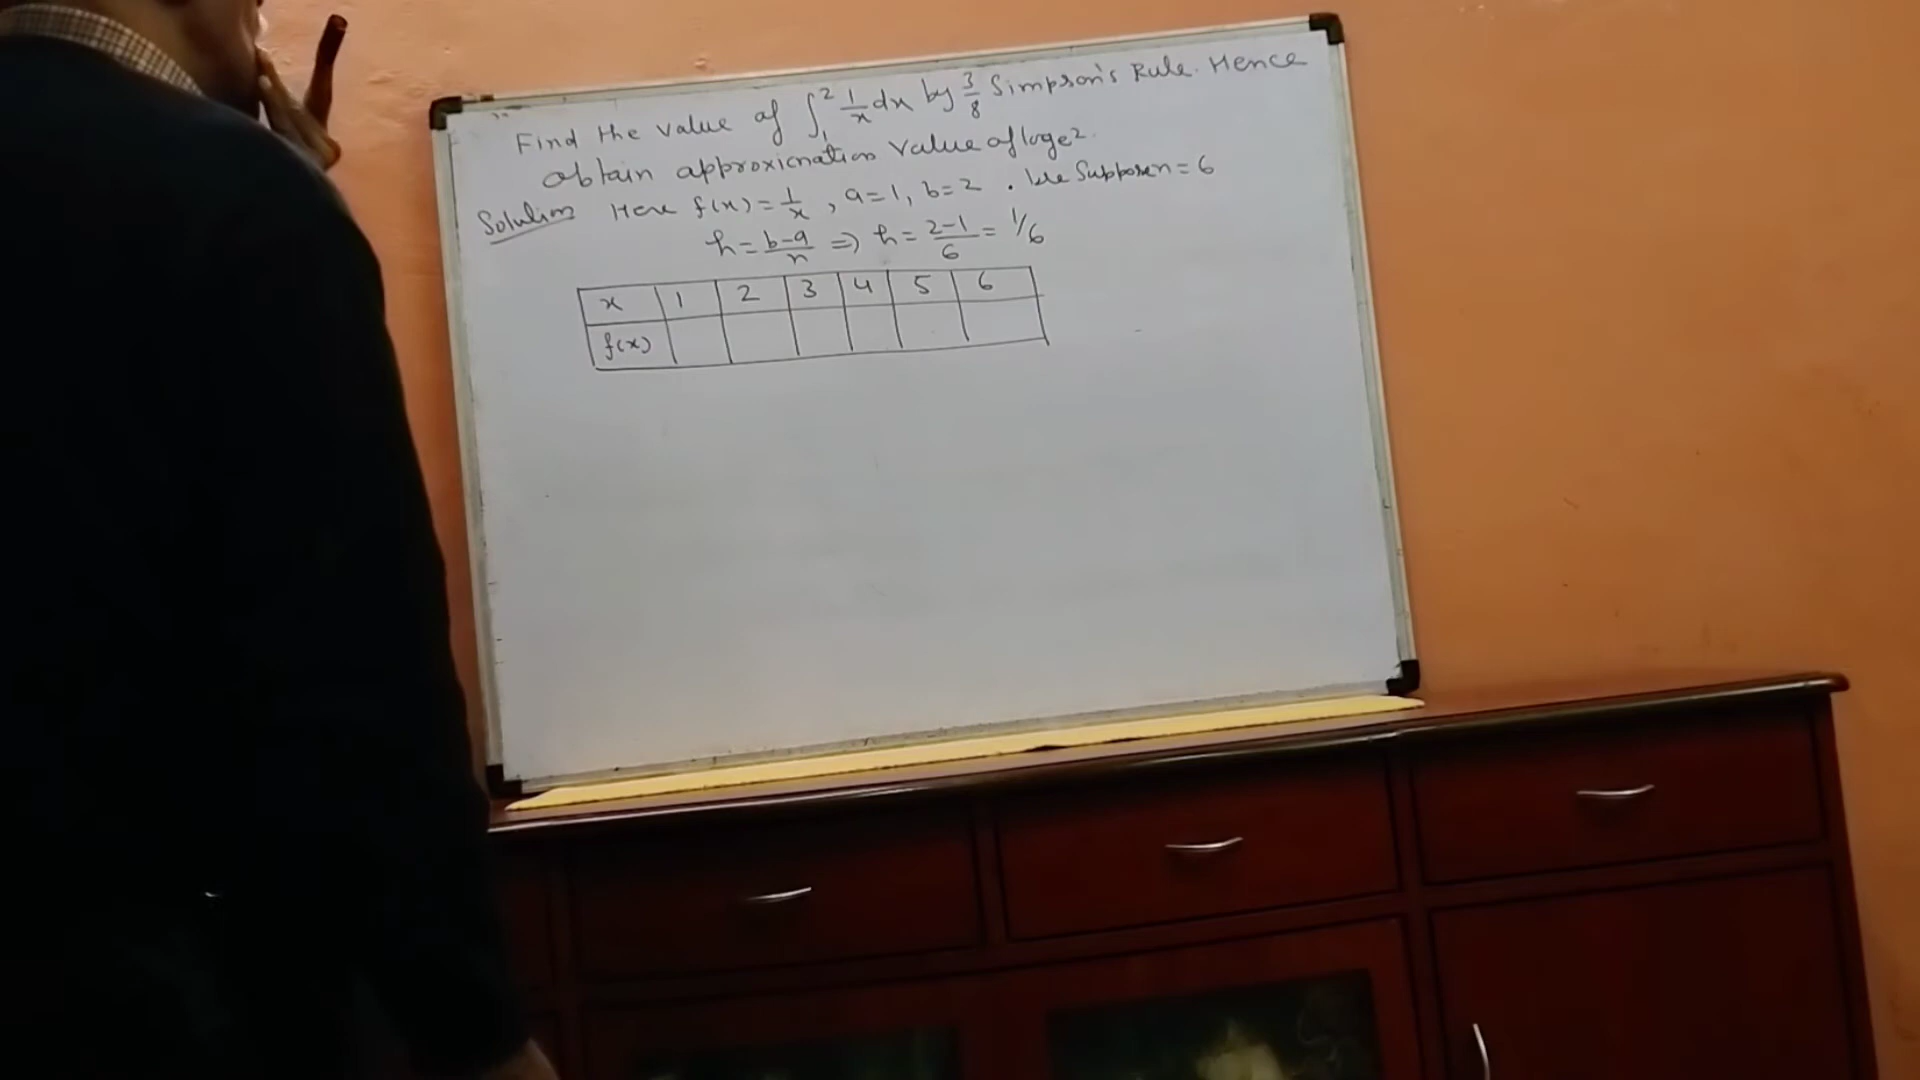 Find the value of ∫₁² 1/x dx by 3/8 Simpson's Rule. Hence
obtain approximation value of loge2.
Solution Here f(x) = 1/x , a=1, b=2 . We Suppose n = 6
h = b-a/n ⇒ h = 2-1/6 = 1/6
x 1 2 3 4 5 6
f(x)